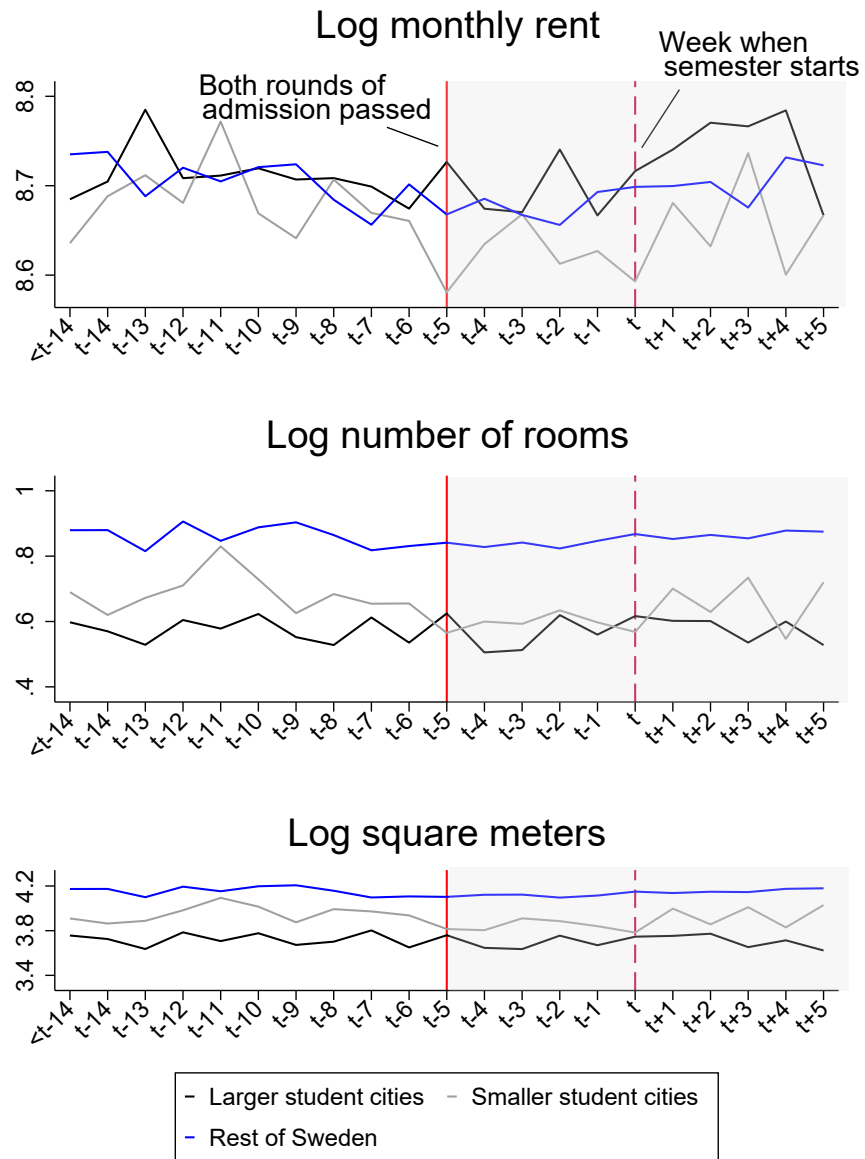 Log monthly rent
Week when
semester starts
Both rounds of
admission passed
8.8
8.7
8.6
<t-14 t-14 t-13 t-12 t-11 t-10 t-9 t-8 t-7 t-6 t-5 t-4 t-3 t-2 t-1 t t+1 t+2 t+3 t+4 t+5
Log number of rooms
1
.8
.6
.4
<t-14 t-14 t-13 t-12 t-11 t-10 t-9 t-8 t-7 t-6 t-5 t-4 t-3 t-2 t-1 t t+1 t+2 t+3 t+4 t+5
Log square meters
4.2
3.8
3.4
<t-14 t-14 t-13 t-12 t-11 t-10 t-9 t-8 t-7 t-6 t-5 t-4 t-3 t-2 t-1 t t+1 t+2 t+3 t+4 t+5
Larger student cities Smaller student cities
Rest of Sweden